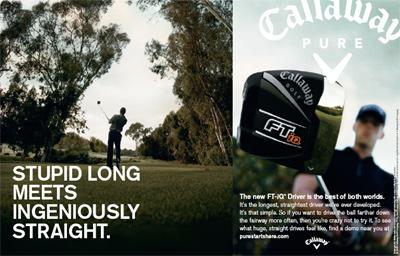 STUPID LONG
MEETS
INGENIOUSLY
STRAIGHT.
Callaway
PURE
Callaway
GOLF
FT iQ
The new FT-iQ® Driver is the best of both worlds.
It's the longest, straightest driver we've ever developed.
It's that simple. So if you want to drive the ball farther down
the fairway more often, then you're crazy not to try it. To see
what huge, straight drives feel like, find a demo near you at
purestartshere.com
Callaway